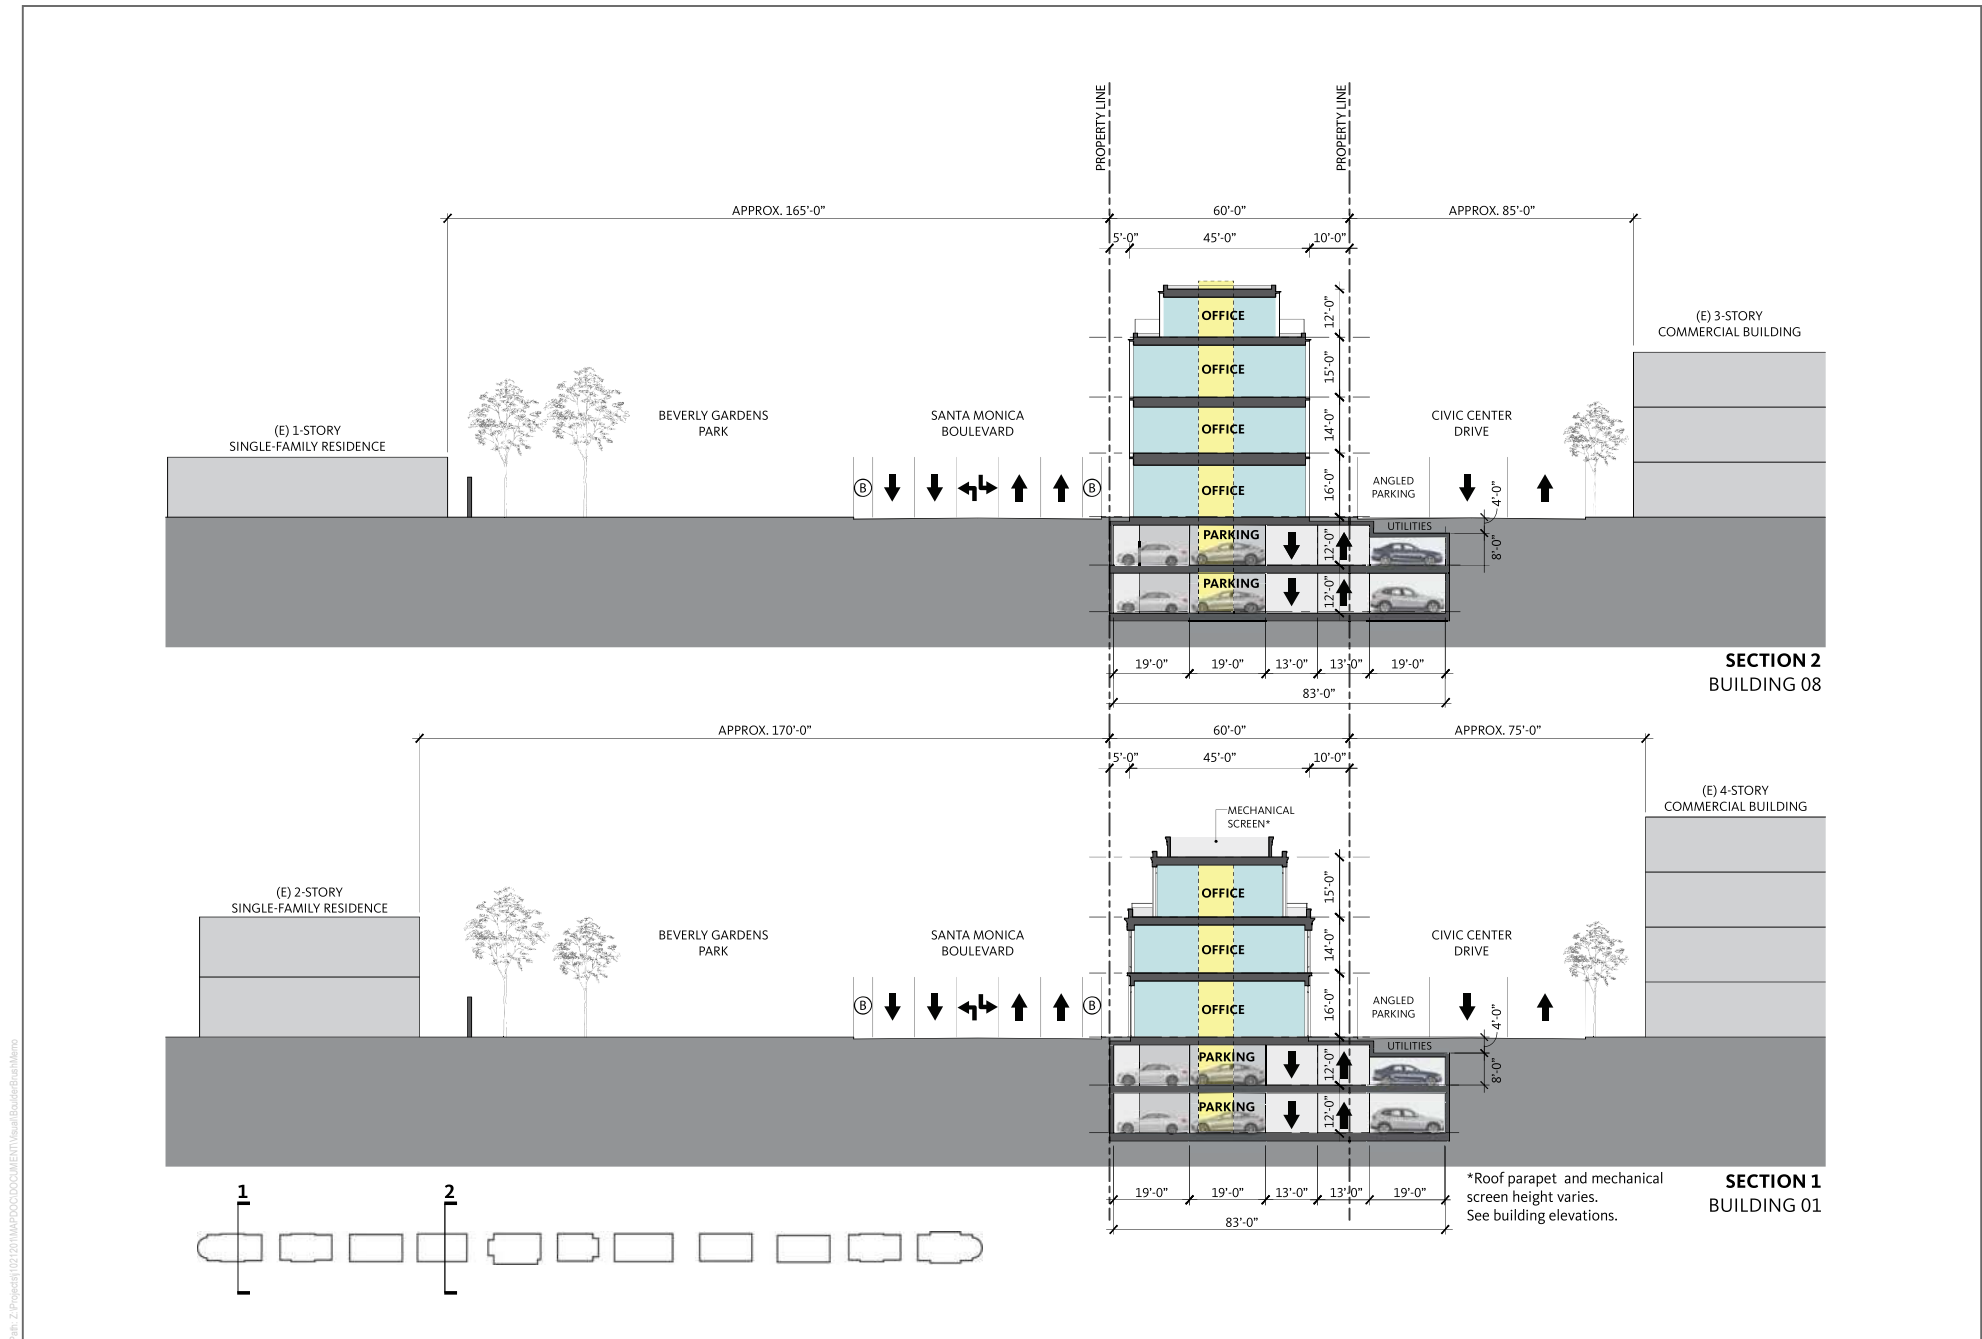 PROPERTY LINE
PROPERTY LINE
APPROX. 165'-0"
60'-0"
APPROX. 85'-0"
5'-0"
45'-0"
10'-0"
(E) 3-STORY
COMMERCIAL BUILDING
OFFICE
12'-0"
OFFICE
15'-0"
(E) 1-STORY
SINGLE-FAMILY RESIDENCE
BEVERLY GARDENS
PARK
SANTA MONICA
BOULEVARD
OFFICE
14'-0"
CIVIC CENTER
DRIVE
B
B
OFFICE
16'-0"
ANGLED
PARKING
4'-0"
UTILITIES
PARKING
12'-0"
8'-0"
PARKING
12'-0"
19'-0"
19'-0"
13'-0"
13'-0"
19'-0"
83'-0"
SECTION 2
BUILDING 08
APPROX. 170'-0"
60'-0"
APPROX. 75'-0"
5'-0"
45'-0"
10'-0"
(E) 4-STORY
COMMERCIAL BUILDING
MECHANICAL
SCREEN*
(E) 2-STORY
SINGLE-FAMILY RESIDENCE
OFFICE
15'-0"
BEVERLY GARDENS
PARK
SANTA MONICA
BOULEVARD
OFFICE
14'-0"
CIVIC CENTER
DRIVE
B
B
OFFICE
16'-0"
ANGLED
PARKING
4'-0"
UTILITIES
PARKING
12'-0"
8'-0"
PARKING
12'-0"
19'-0"
19'-0"
13'-0"
13'-0"
19'-0"
83'-0"
*Roof parapet and mechanical
screen height varies.
See building elevations.
SECTION 1
BUILDING 01
1
2
Path: Z:\Projects\j1021201\MAPDOC\DOCUMENT\Visual\BoulderBrushMemo